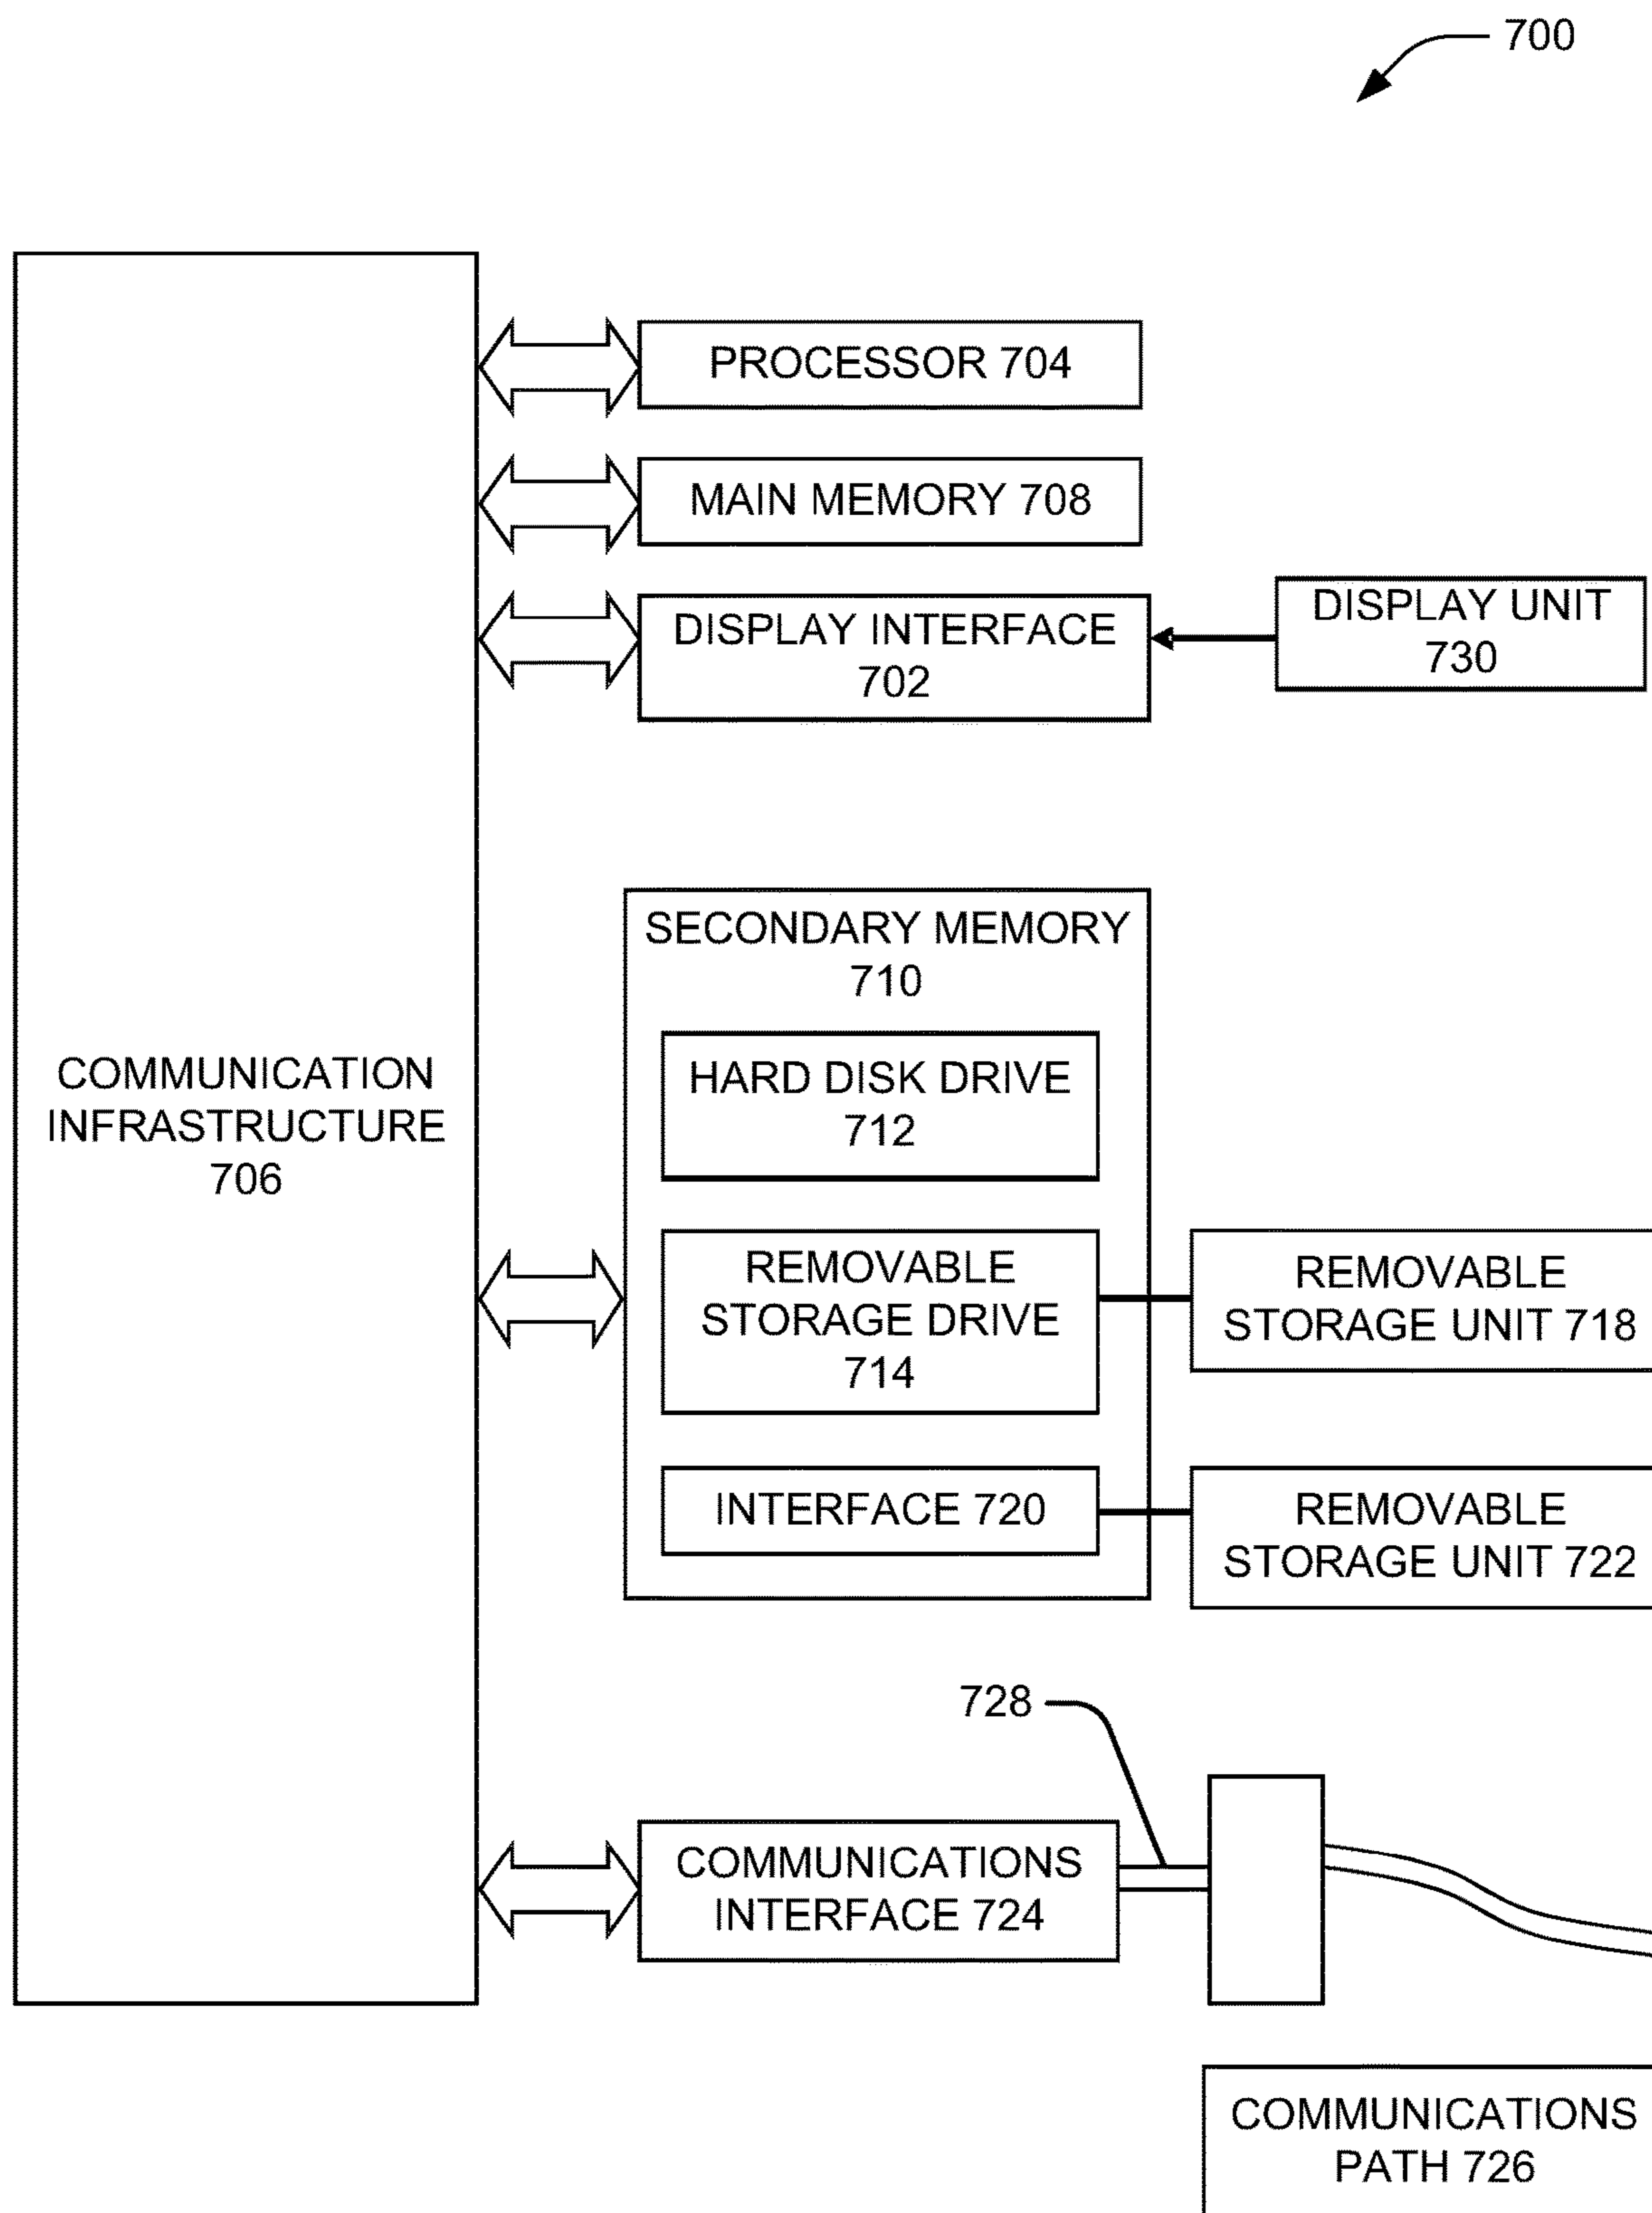 700
PROCESSOR 704
MAIN MEMORY 708
DISPLAY INTERFACE
702
DISPLAY UNIT
730
SECONDARY MEMORY
710
HARD DISK DRIVE
712
COMMUNICATION
INFRASTRUCTURE
706
REMOVABLE
STORAGE DRIVE
714
REMOVABLE
STORAGE UNIT 718
INTERFACE 720
REMOVABLE
STORAGE UNIT 722
728
COMMUNICATIONS
INTERFACE 724
COMMUNICATIONS
PATH 726